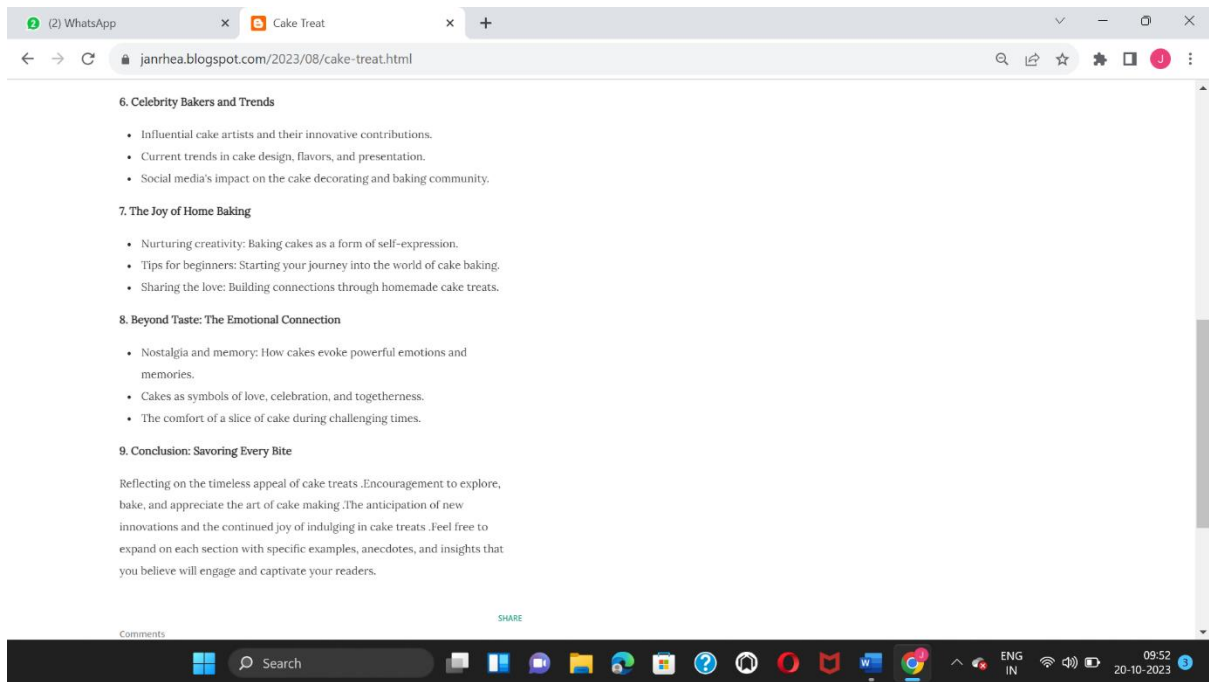 (2) WhatsApp
Cake Treat
janrhea.blogspot.com/2023/08/cake-treat.html
J
6. Celebrity Bakers and Trends
• Influential cake artists and their innovative contributions.
• Current trends in cake design, flavors, and presentation.
• Social media's impact on the cake decorating and baking community.
7. The Joy of Home Baking
• Nurturing creativity: Baking cakes as a form of self-expression.
• Tips for beginners: Starting your journey into the world of cake baking.
• Sharing the love: Building connections through homemade cake treats.
8. Beyond Taste: The Emotional Connection
• Nostalgia and memory: How cakes evoke powerful emotions and
memories.
• Cakes as symbols of love, celebration, and togetherness.
• The comfort of a slice of cake during challenging times.
9. Conclusion: Savoring Every Bite
Reflecting on the timeless appeal of cake treats .Encouragement to explore,
bake, and appreciate the art of cake making .The anticipation of new
innovations and the continued joy of indulging in cake treats .Feel free to
expand on each section with specific examples, anecdotes, and insights that
you believe will engage and captivate your readers.
SHARE
Comments
Search
ENG
IN
09:52
20-10-2023
3